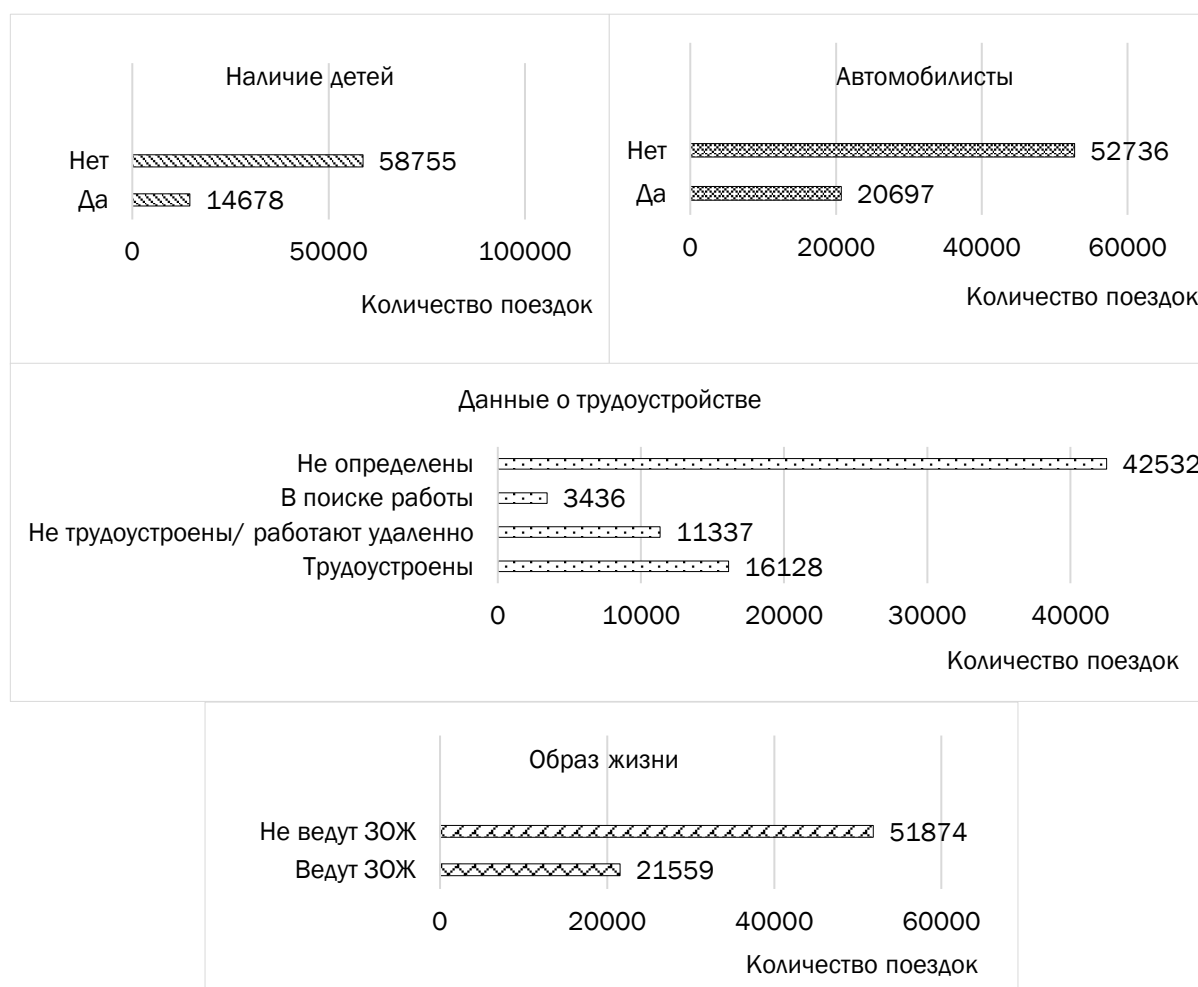 Наличие детей
Нет 58755
Да 14678
0 50000 100000
Количество поездок
Автомобилисты
Нет 52736
Да 20697
0 20000 40000 60000
Количество поездок
Данные о трудоустройстве
Не определены 42532
В поиске работы 3436
Не трудоустроены/ работают удаленно 11337
Трудоустроены 16128
0 10000 20000 30000 40000
Количество поездок
Образ жизни
Не ведут ЗОЖ 51874
Ведут ЗОЖ 21559
0 20000 40000 60000
Количество поездок